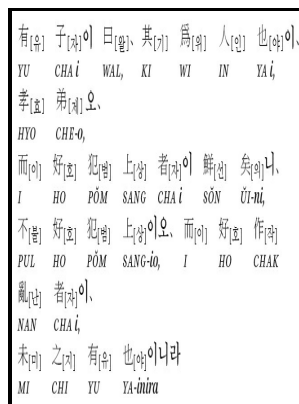 有[유] 子[자]이 曰[왈]、 其[기] 爲[위] 人[인] 也[야]이、
YU CHA i WAL, KI WI IN YA i,
孝[효] 弟[제]오、
HYO CHE-o,
而[이] 好[호] 犯[범] 上[상] 者[자]이 鮮[선] 矣[의]니、
I HO PŎM SANG CHA i SŎN ŬI-ni,
不[불] 好[호] 犯[범] 上[상]이오、 而[이] 好[호] 作[작]
PUL HO PŎM SANG-io, I HO CHAK
亂[난] 者[자]이、
NAN CHA i,
未[미] 之[지] 有[유] 也[야]이니라
MI CHI YU YA-inira